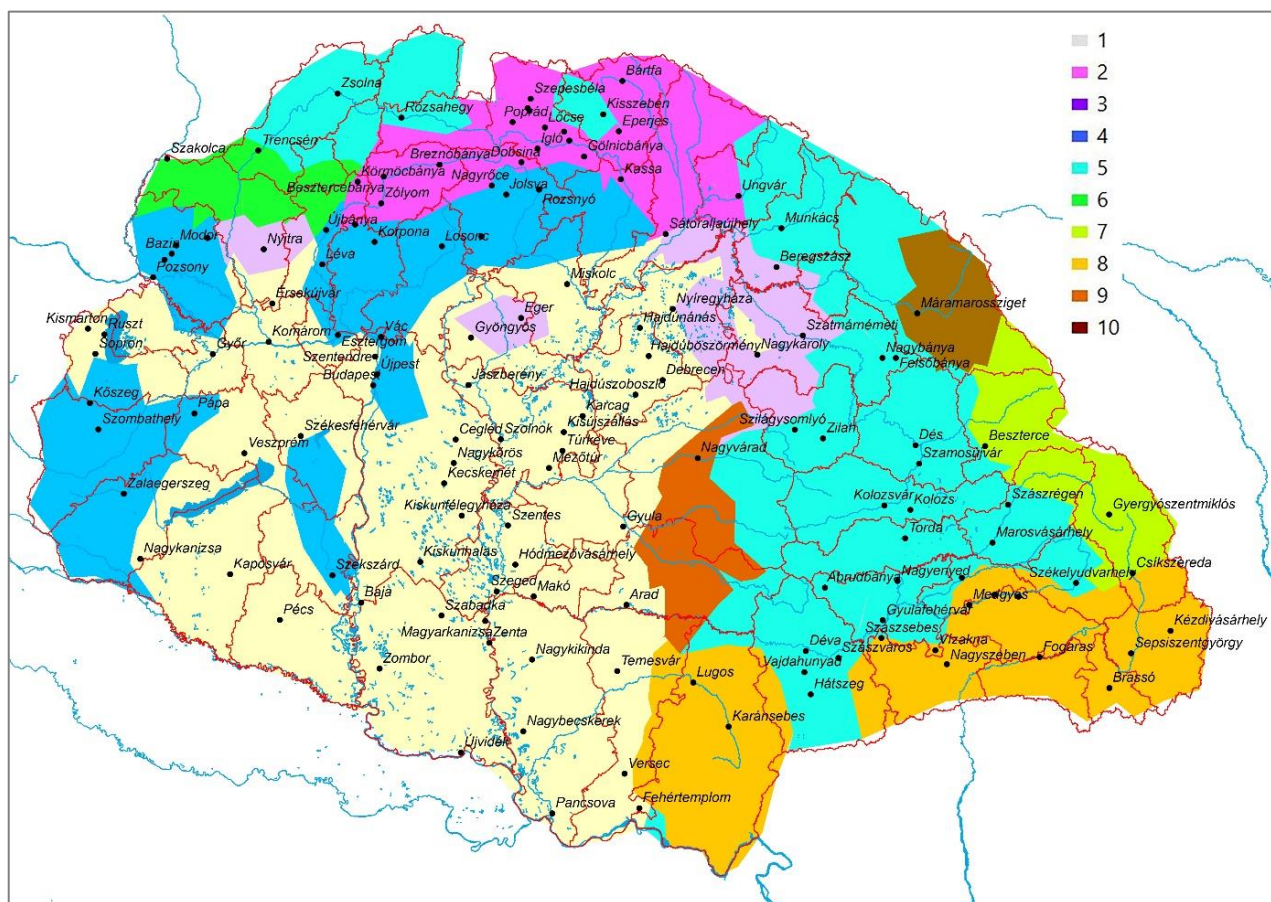 1
2
3
4
5
6
7
8
9
10
Bártfa
Zsolna
Szepesbéla
Kisszeben
Rózsahegy
Poprád
Lőcse
Eperjes
Igló
Trencsén
Szakolca
Breznóbánya
Dobsina
Gölnicbánya
Körmöcbánya
Besztercebánya
Nagyrőce
Jolsva
Kassa
Rozsnyó
Zólyom
Ungvár
Újbánya
Korpona
Losonc
Sátoraljaújhely
Munkács
Modor
Bazin
Nyitra
Léva
Pozsony
Beregszász
Miskolc
Érsekújvár
Nyíregyháza
Máramarossziget
Eger
Hajdúnánás
Kismarton
Ruszt
Gyöngyös
Szatmárnémeti
Komárom
Vác
Esztergom
Sopron
Győr
Szentendre
Hajdúböszörmény
Nagykároly
Nagybánya
Felsőbánya
Újpest
Budapest
Jászberény
Hajdúszoboszló
Debrecen
Kőszeg
Szombathely
Pápa
Karcag
Kisújszállás
Szilágysomlyó
Zilah
Székesfehérvár
Cegléd
Szolnok
Túrkeve
Dés
Beszterce
Veszprém
Nagykőrös
Mezőtúr
Nagyvárad
Szamosújvár
Kecskemét
Zalaegerszeg
Kolozsvár
Kolozs
Szászrégen
Kiskunfélegyháza
Szentes
Gyula
Gyergyószentmiklós
Torda
Marosvásárhely
Nagykanizsa
Kaposvár
Szekszárd
Kiskunhalas
Hódmezővásárhely
Csíkszereda
Székelyudvarhely
Nagyenyed
Abrudbánya
Szeged
Makó
Arad
Baja
Pécs
Szabadka
Medgyes
Gyulafehérvár
Szászsebes
Magyarkanizsa
Zenta
Kézdivásárhely
Sepsiszentgyörgy
Déva
Szászváros
Vízakna
Fogaras
Nagyszeben
Zombor
Nagykikinda
Temesvár
Vajdahunyad
Lugos
Hátszeg
Brassó
Nagybecskerek
Karánsebes
Újvidék
Versec
Pancsova
Fehértemplom